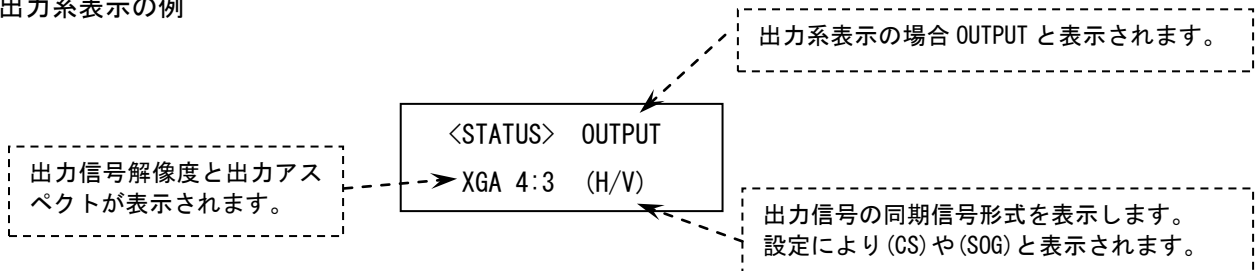 出力系表示の例
出力系表示の場合 OUTPUT と表示されます。
<STATUS> OUTPUT
XGA 4:3 (H/V)
出力信号解像度と出力アス
ペクトが表示されます。
出力信号の同期信号形式を表示します。
設定により(CS)や(SOG)と表示されます。